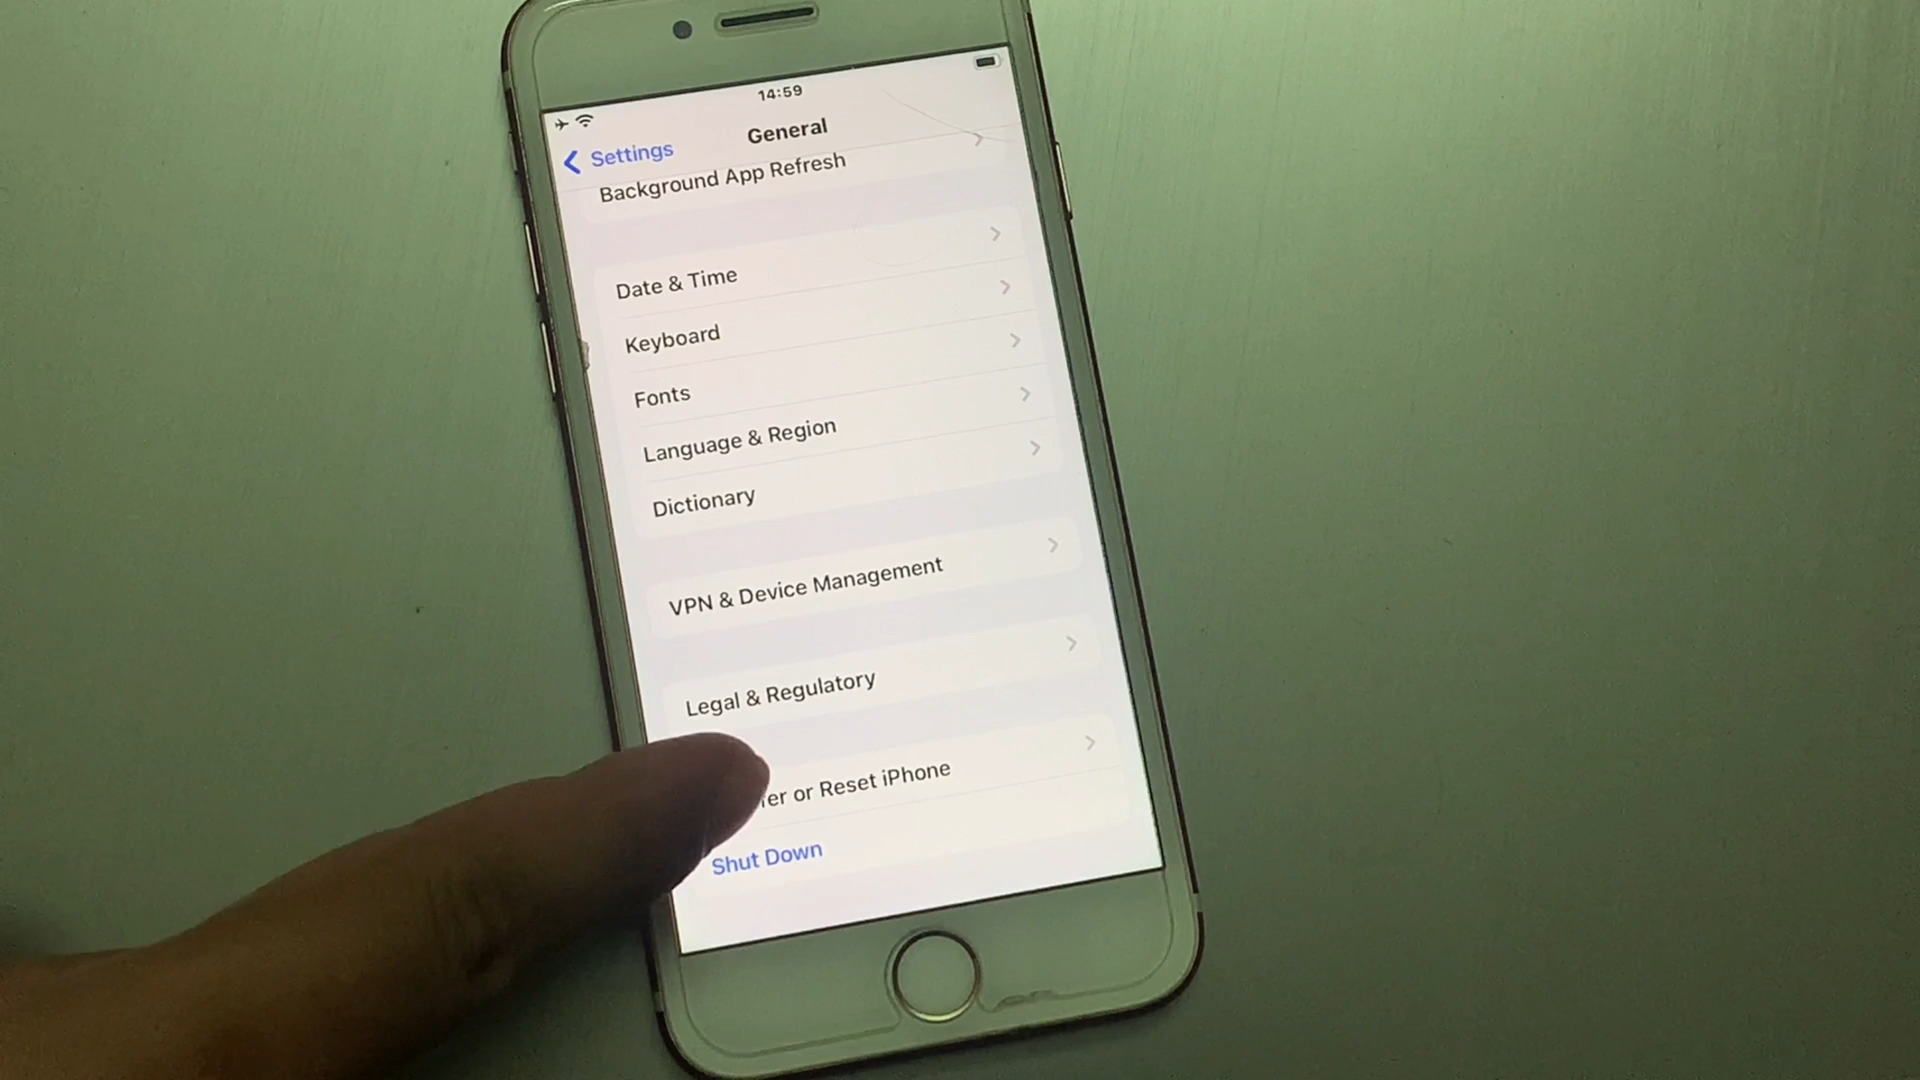 14:59
Settings
General
Background App Refresh
Date & Time
Keyboard
Fonts
Language & Region
Dictionary
VPN & Device Management
Legal & Regulatory
or Reset iPhone
Shut Down